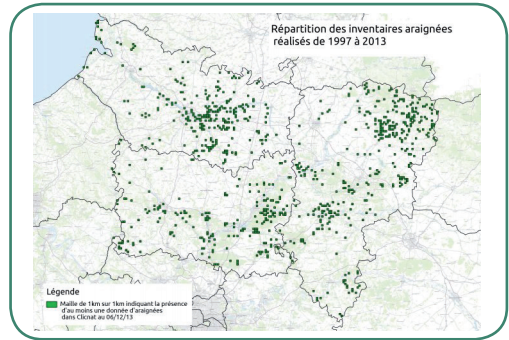 Répartition des inventaires araignées
réalisés de 1997 à 2013
Légende
Maille de 1km sur 1km indiquant la présence
d'au moins une donnée d'araignées
dans Clicnat au 06/12/13